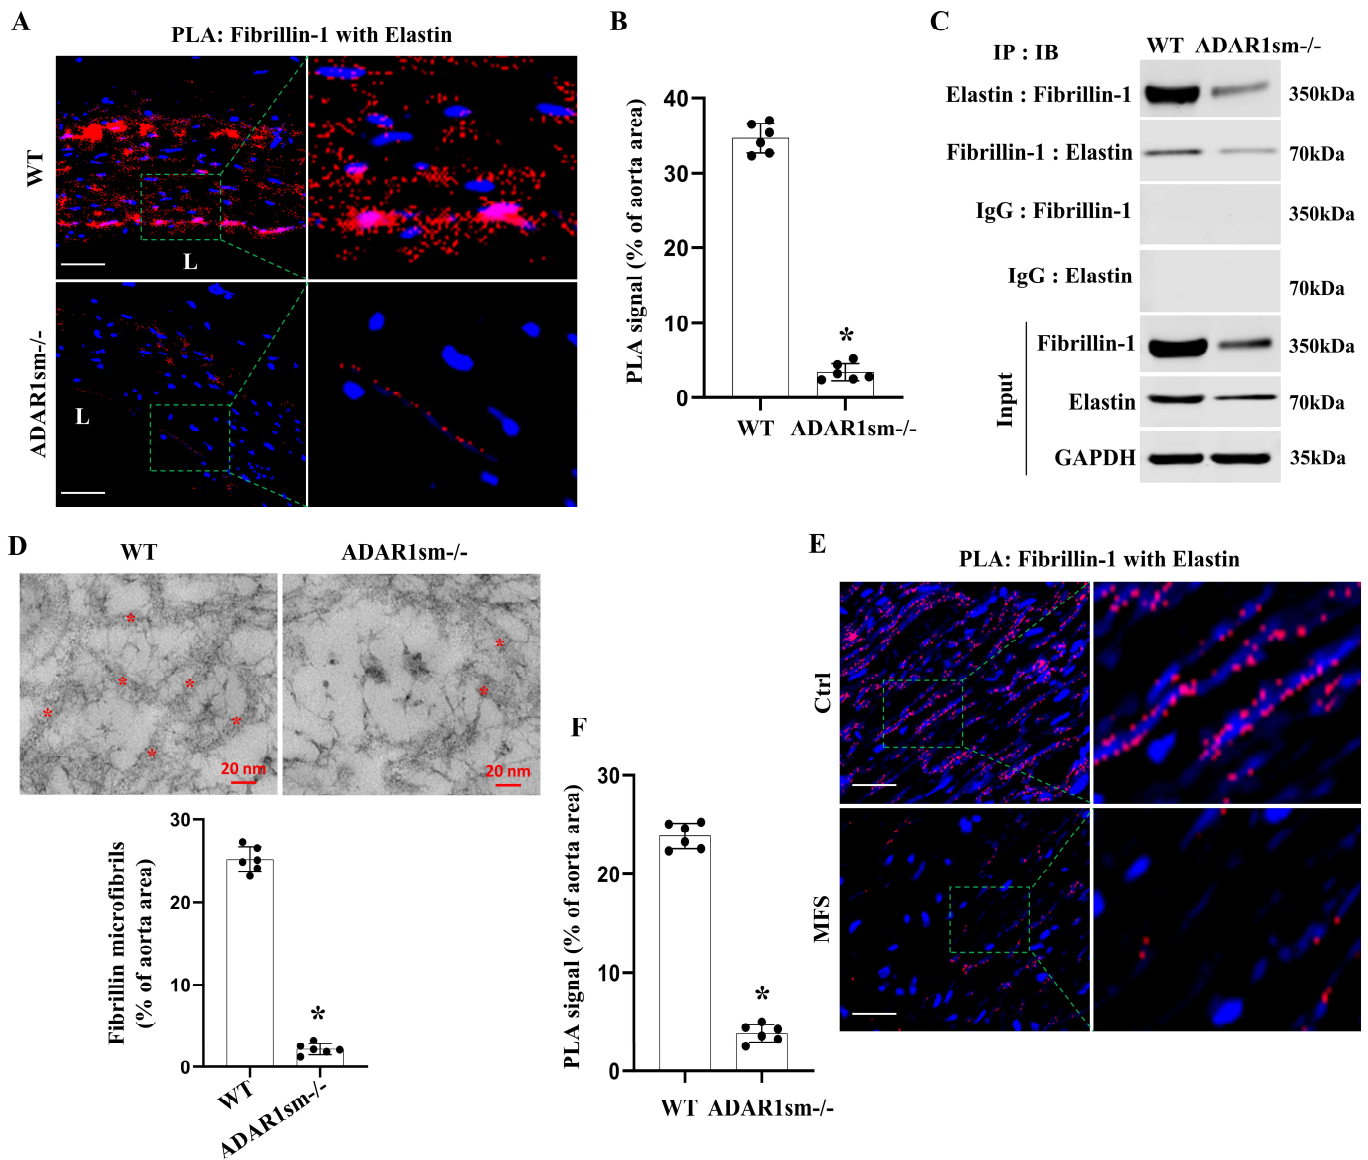 A
PLA: Fibrillin-1 with Elastin
WT
L
ADAR1sm-/-
L
B
PLA signal (% of aorta area)
40
30
20
10
0
*
WT ADAR1sm-/-
C
IP : IB
WT ADAR1sm-/-
Elastin : Fibrillin-1 350kDa
Fibrillin-1 : Elastin 70kDa
IgG : Fibrillin-1 350kDa
IgG : Elastin 70kDa
Input
Fibrillin-1 350kDa
Elastin 70kDa
GAPDH 35kDa
D
WT ADAR1sm-/-
* * * * * *
20 nm
* *
20 nm
Fibrillin microfibrils
(% of aorta area)
30
20
10
0
*
WT
ADAR1sm-/-
F
PLA signal (% of aorta area)
30
20
10
0
*
WT ADAR1sm-/-
E
PLA: Fibrillin-1 with Elastin
Ctrl
MFS